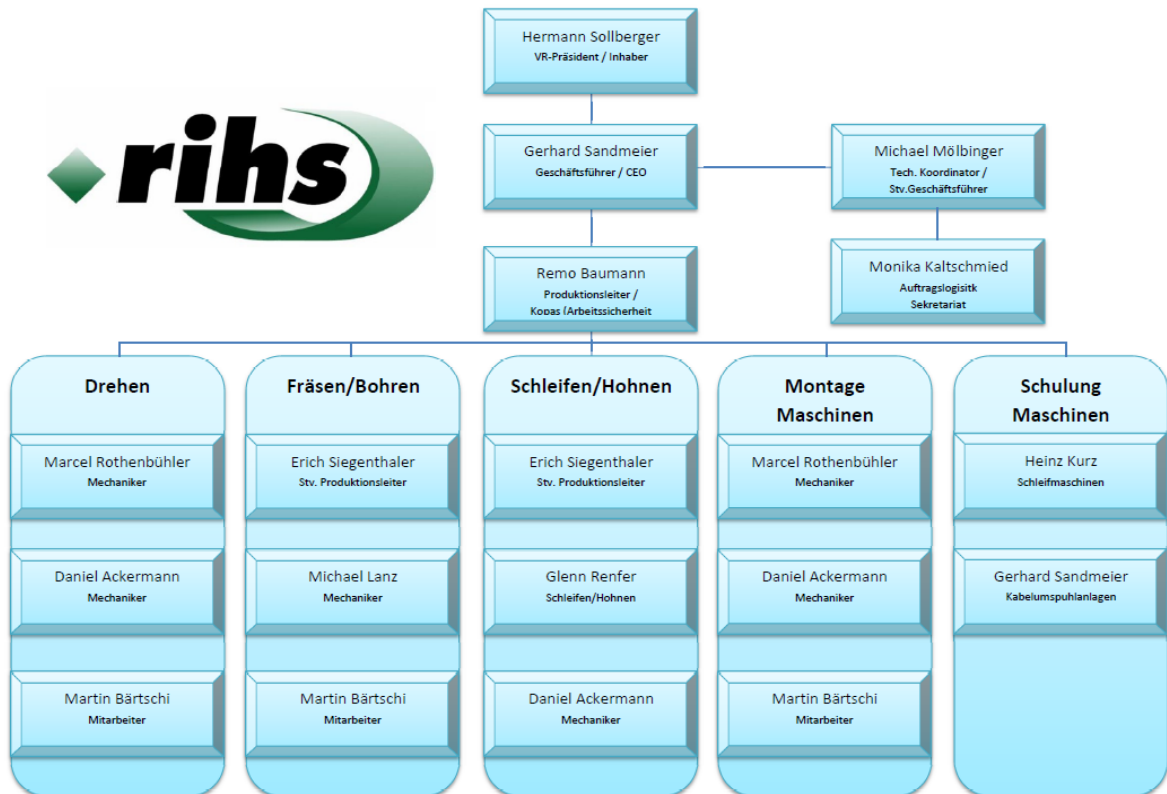 Hermann Sollberger
VR-Präsident / Inhaber
rihs
Gerhard Sandmeier
Geschäftsführer / CEO
Michael Mölbinger
Tech. Koordinator /
Stv.Geschäftsführer
Remo Baumann
Produktionsleiter /
Kopas (Arbeitssicherheit
Monika Kaltschmied
Auftragslogisitk
Sekretariat
Drehen
Marcel Rothenbühler
Mechaniker
Daniel Ackermann
Mechaniker
Martin Bärtschi
Mitarbeiter
Fräsen/Bohren
Erich Siegenthaler
Stv. Produktionsleiter
Michael Lanz
Mechaniker
Martin Bärtschi
Mitarbeiter
Schleifen/Hohnen
Erich Siegenthaler
Stv. Produktionsleiter
Glenn Renfer
Schleifen/Hohnen
Daniel Ackermann
Mechaniker
Montage
Maschinen
Marcel Rothenbühler
Mechaniker
Daniel Ackermann
Mechaniker
Martin Bärtschi
Mitarbeiter
Schulung
Maschinen
Heinz Kurz
Schleifmaschinen
Gerhard Sandmeier
Kabelumspuhlanlagen